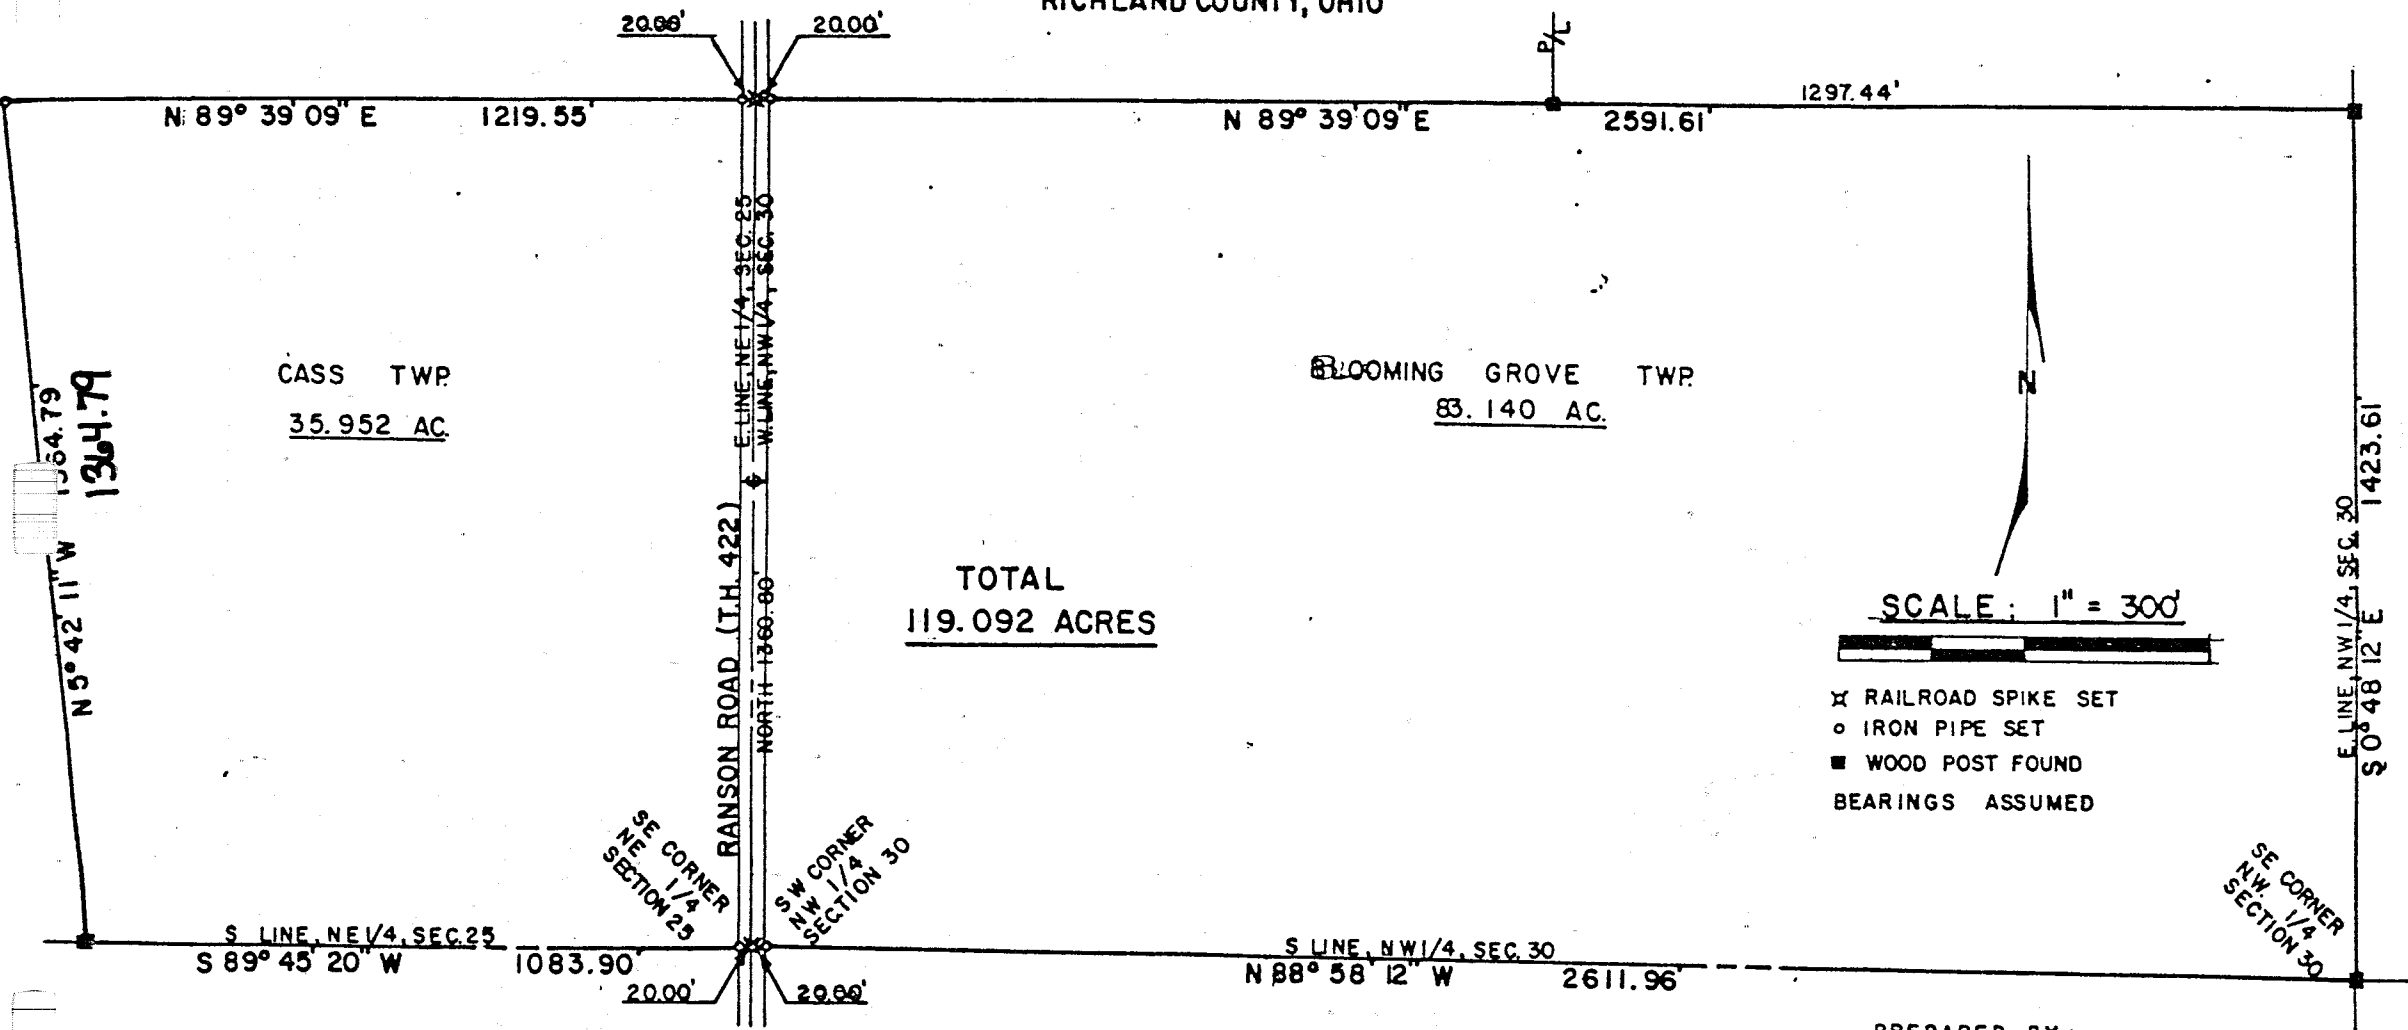 RICHLAND COUNTY, OHIO
20.00'
20.00'
P/L
1297.44'
N 89° 39' 09" E 1219.55'
N 89° 39' 09" E 2591.61'
E. LINE, NE 1/4, SEC. 25
W. LINE, NW 1/4, SEC. 30
CASS TWP.
35.952 AC.
BLOOMING GROVE TWP.
83.140 AC.
N 5° 42' 11" W 1364.79'
1364.79
N
RANSON ROAD (T.H. 422)
NORTH 1360.80'
TOTAL
119.092 ACRES
E LINE, NW 1/4, SEC. 30
S 0° 48' 12" E 1423.61'
SCALE: 1" = 300'
RAILROAD SPIKE SET
IRON PIPE SET
WOOD POST FOUND
BEARINGS ASSUMED
SE CORNER
NE 1/4
SECTION 25
SW CORNER
NW 1/4
SECTION 30
SE CORNER
N.W. 1/4
SECTION 30
S LINE, NE 1/4, SEC. 25
S 89° 45' 20" W 1083.90'
S LINE, NW 1/4, SEC. 30
N 88° 58' 12" W 2611.96'
20.00'
20.00'
PREPARED BY: